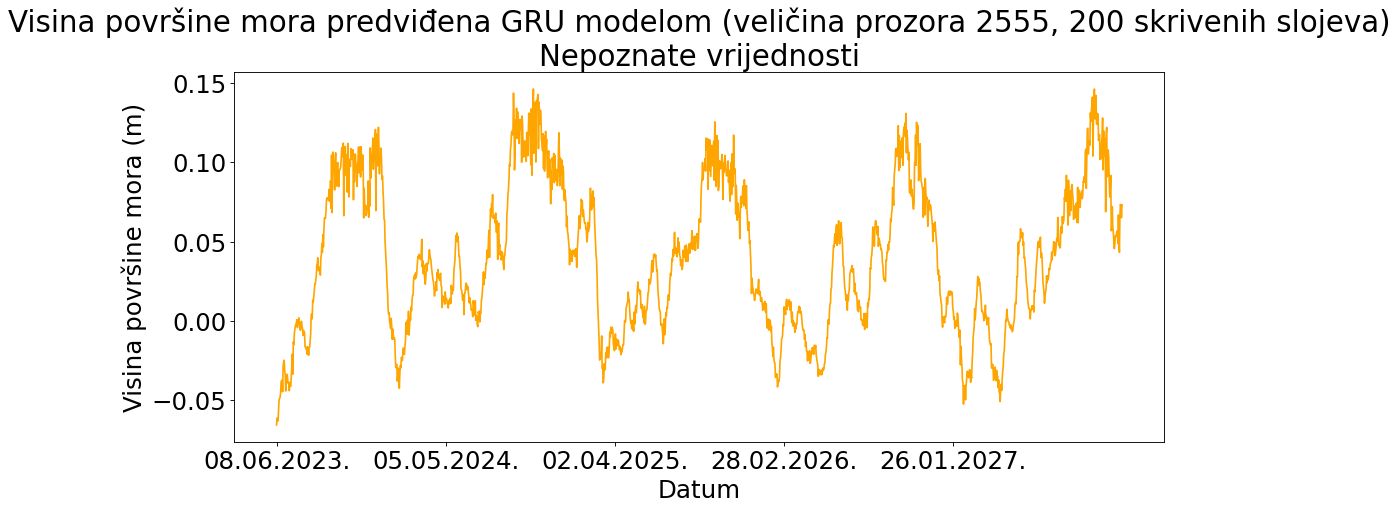 Visina površine mora predviđena GRU modelom (veličina prozora 2555, 200 skrivenih slojeva)
Nepoznate vrijednosti
Visina površine mora (m)
0.15
0.10
0.05
0.00
−0.05
08.06.2023. 05.05.2024. 02.04.2025. 28.02.2026. 26.01.2027.
Datum